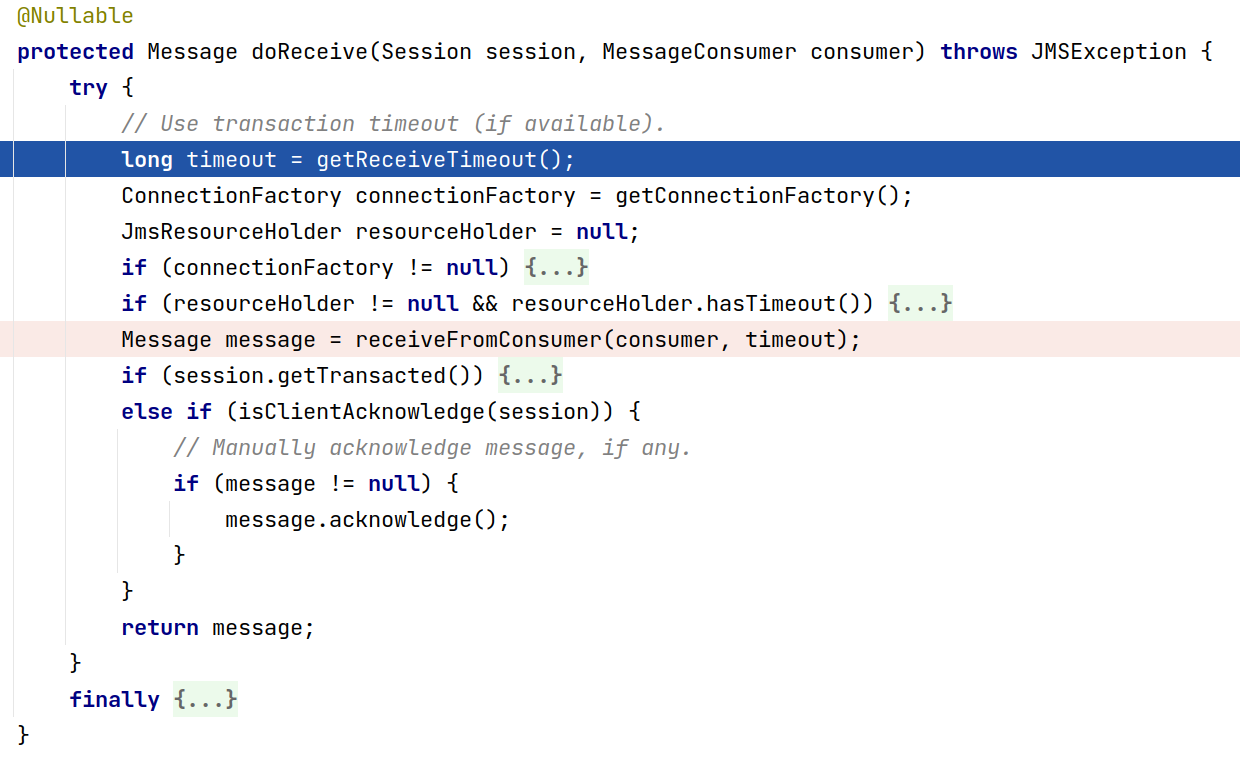 @Nullable
protected Message doReceive(Session session, MessageConsumer consumer) throws JMSException {
    try {
        // Use transaction timeout (if available).
        long timeout = getReceiveTimeout();
        ConnectionFactory connectionFactory = getConnectionFactory();
        JmsResourceHolder resourceHolder = null;
        if (connectionFactory != null) {...}
        if (resourceHolder != null && resourceHolder.hasTimeout()) {...}
        Message message = receiveFromConsumer(consumer, timeout);
        if (session.getTransacted()) {...}
        else if (isClientAcknowledge(session)) {
            // Manually acknowledge message, if any.
            if (message != null) {
                message.acknowledge();
            }
        }
        return message;
    }
    finally {...}
}